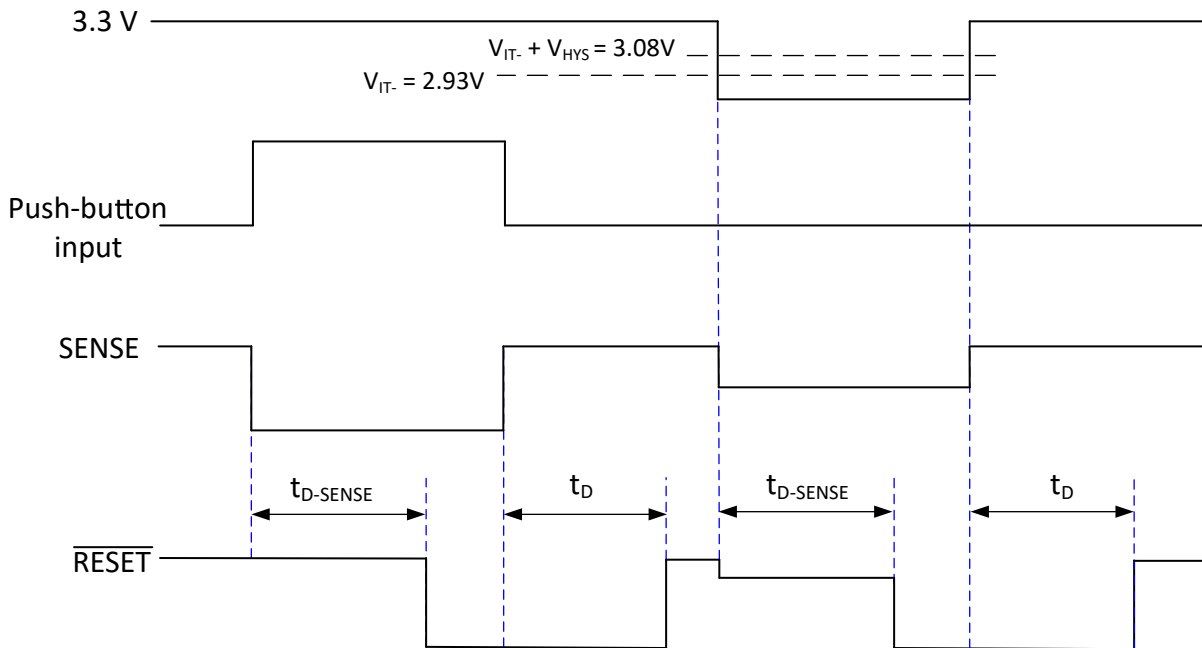 3.3 V
V_IT- + V_HYS = 3.08V
V_IT- = 2.93V
Push-button
input
SENSE
t_D-SENSE t_D t_D-SENSE t_D
RESET